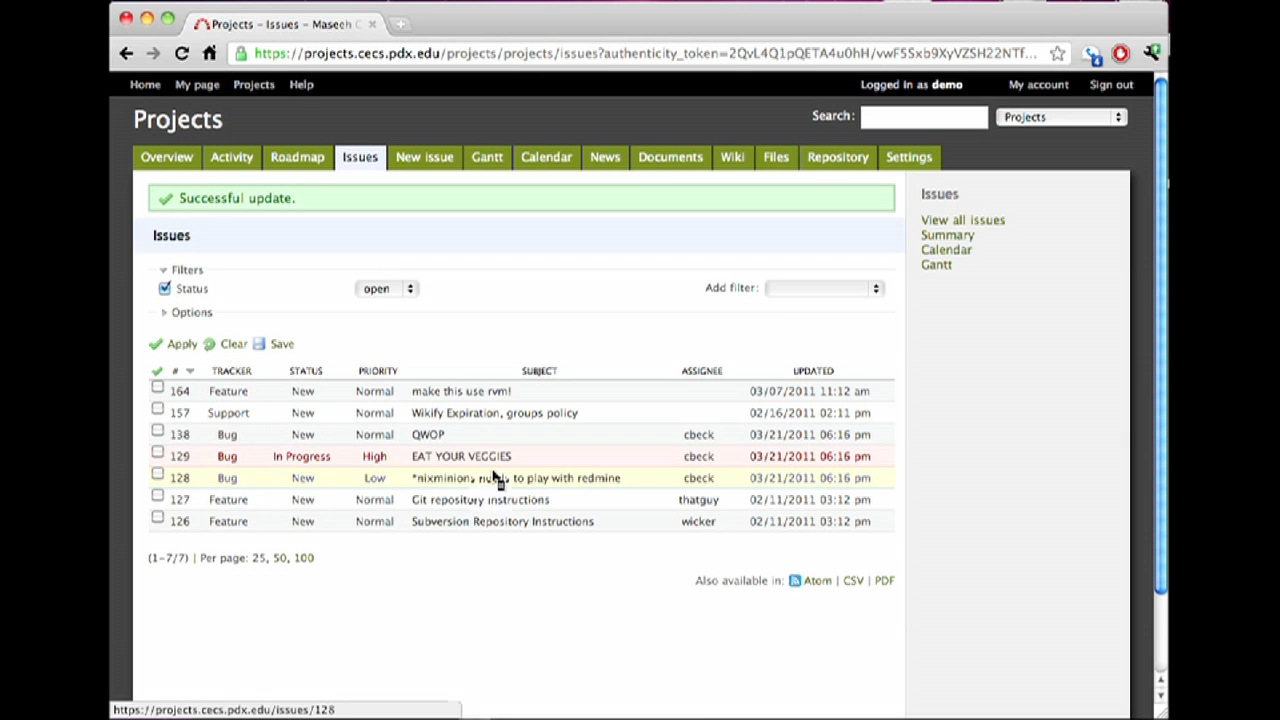 Projects – Issues – Maseeh C
https://projects.cecs.pdx.edu/projects/projects/issues?authenticity_token=2QvL4Q1pQETA4u0hH/vwF5Sxb9XyVZSH22NTf...
4
Home My page Projects Help Logged in as demo My account Sign out
Projects Search: Projects
Overview Activity Roadmap Issues New issue Gantt Calendar News Documents Wiki Files Repository Settings
Successful update.
Issues
Filters
Status open Add filter:
Options
Apply Clear Save
# TRACKER STATUS PRIORITY SUBJECT ASSIGNEE UPDATED
164 Feature New Normal make this use rvm! 03/07/2011 11:12 am
157 Support New Normal Wikify Expiration, groups policy 02/16/2011 02:11 pm
138 Bug New Normal QWOP cbeck 03/21/2011 06:16 pm
129 Bug In Progress High EAT YOUR VEGGIES cbeck 03/21/2011 06:16 pm
128 Bug New Low *nixminions to play with redmine cbeck 03/21/2011 06:16 pm
127 Feature New Normal Git repository instructions thatguy 02/11/2011 03:12 pm
126 Feature New Normal Subversion Repository Instructions wicker 02/11/2011 03:12 pm
(1-7/7) | Per page: 25, 50, 100
Also available in: Atom | CSV | PDF
Issues
View all issues
Summary
Calendar
Gantt
https://projects.cecs.pdx.edu/issues/128